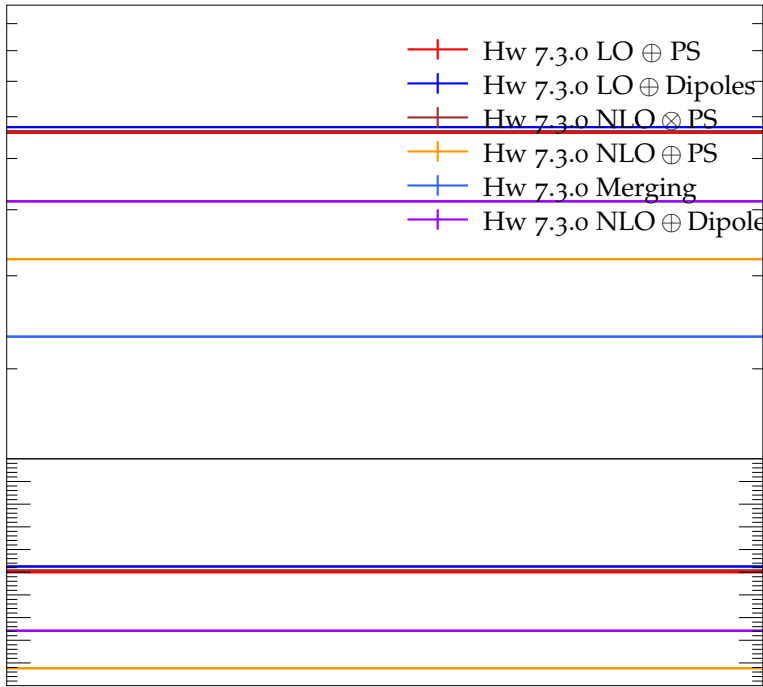 Hw 7.3.0 LO ⊕ PS
Hw 7.3.0 LO ⊕ Dipoles
Hw 7.3.0 NLO ⊗ PS
Hw 7.3.0 NLO ⊕ PS
Hw 7.3.0 Merging
Hw 7.3.0 NLO ⊕ Dipole